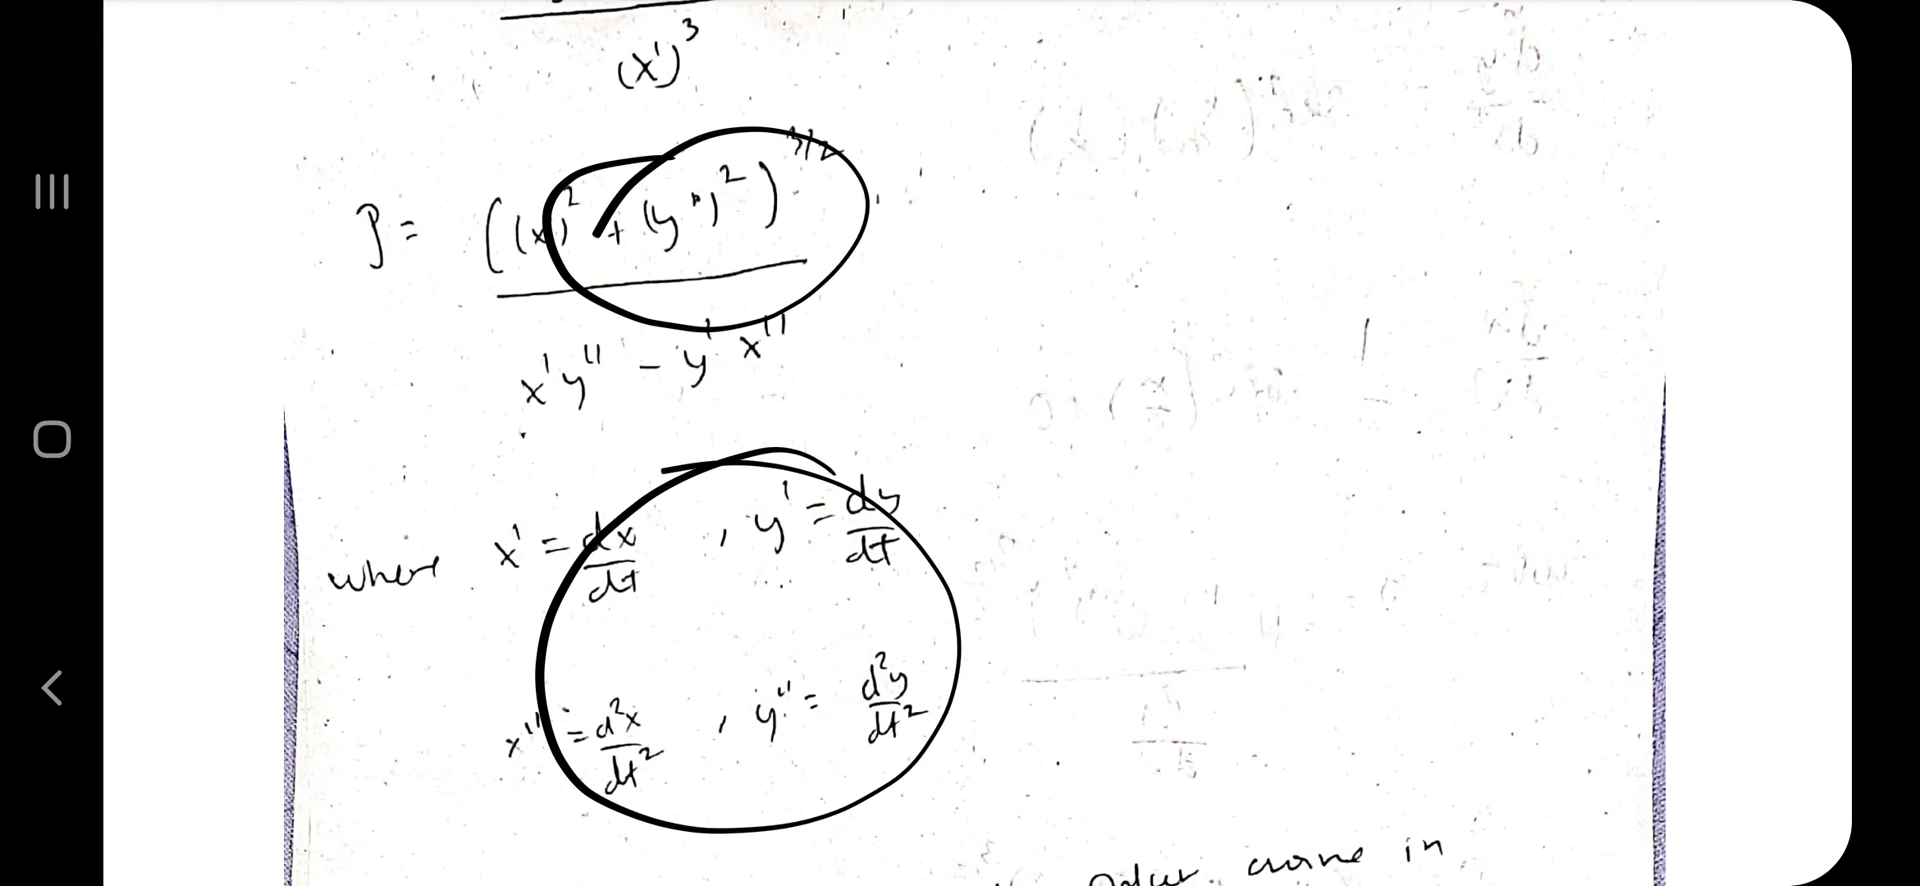 (x')³
ρ = ((x)² + (y")²)^3/2
x'y'' - y'x''
where x' = dx/dt , y' = dy/dt
x'' = d²x/dt² , y'' = d²y/dt²
curve in